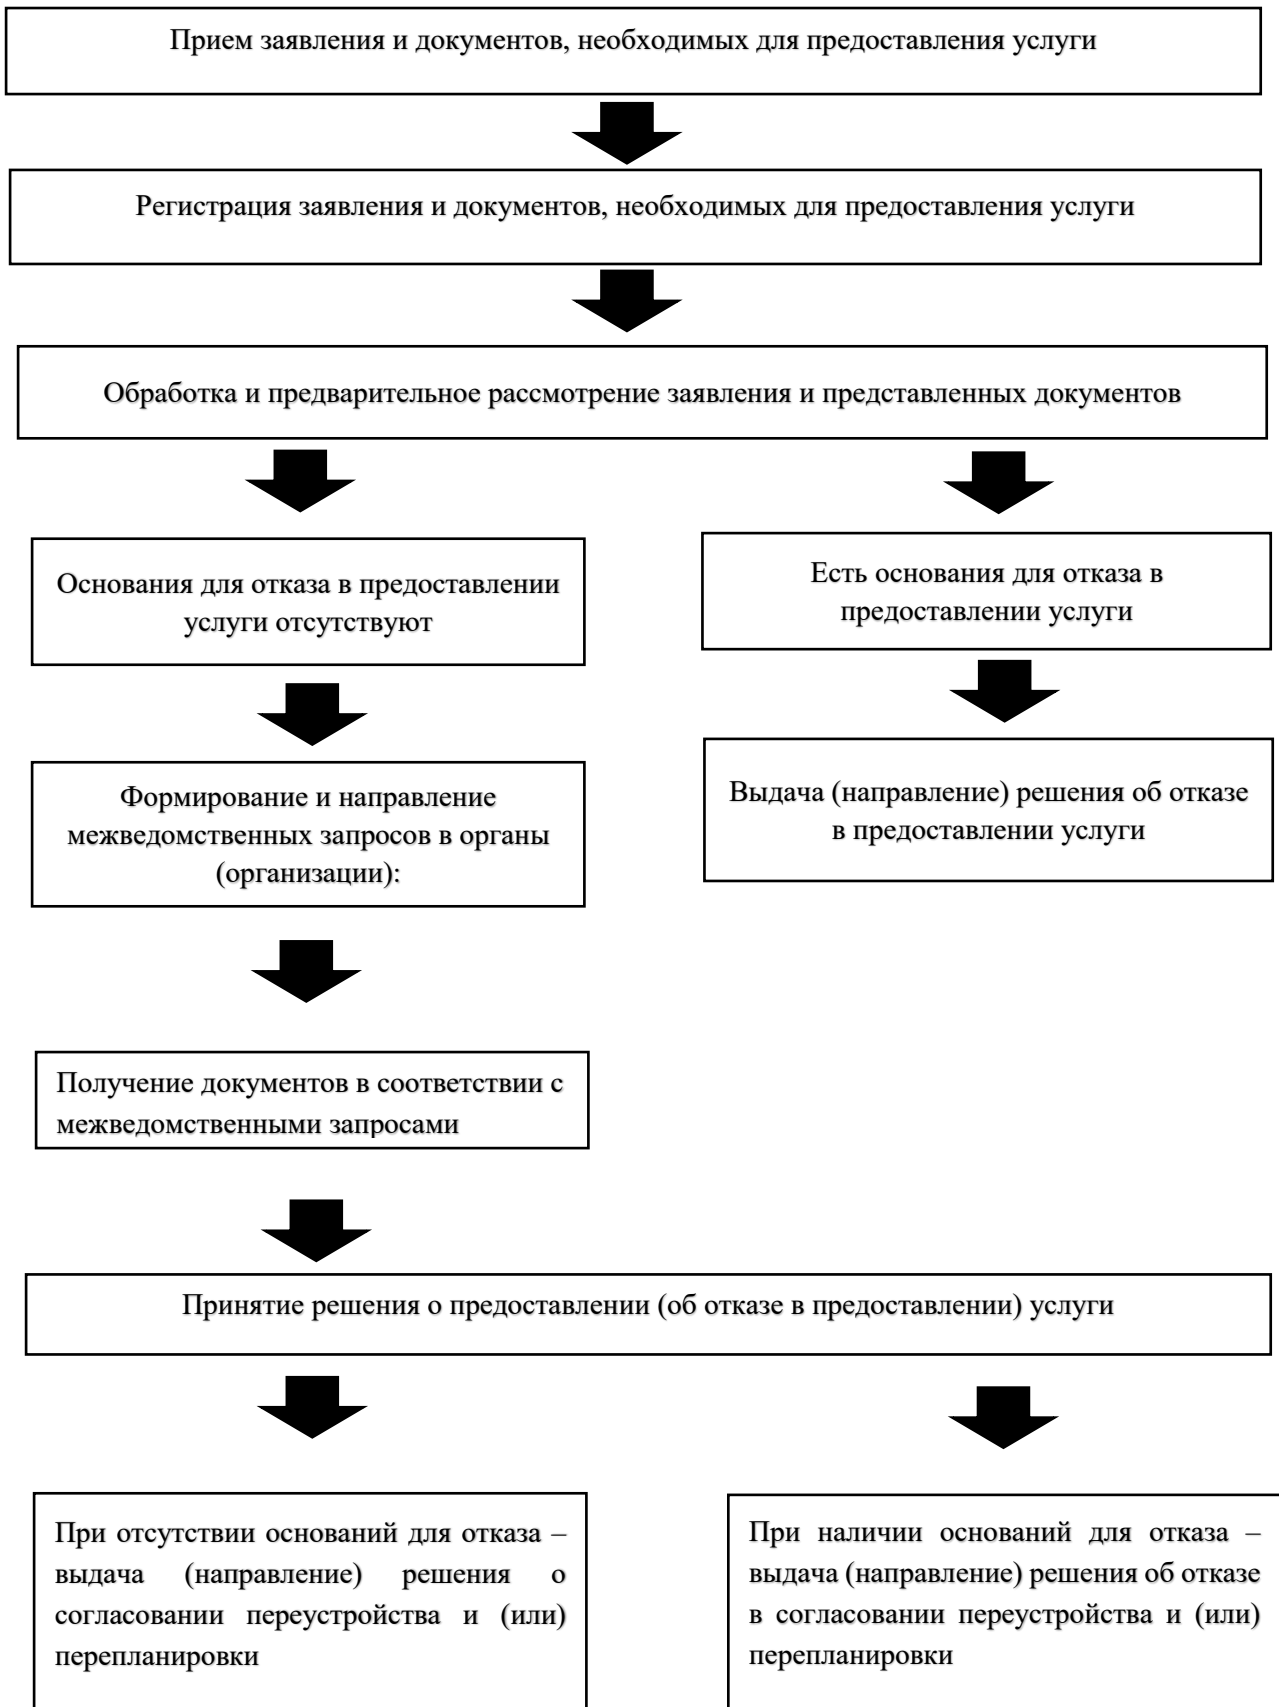 Прием заявления и документов, необходимых для предоставления услуги
Регистрация заявления и документов, необходимых для предоставления услуги
Обработка и предварительное рассмотрение заявления и представленных документов
Основания для отказа в предоставлении
услуги отсутствуют
Есть основания для отказа в
предоставлении услуги
Формирование и направление
межведомственных запросов в органы
(организации):
Выдача (направление) решения об отказе
в предоставлении услуги
Получение документов в соответствии с
межведомственными запросами
Принятие решения о предоставлении (об отказе в предоставлении) услуги
При отсутствии оснований для отказа –
выдача (направление) решения о
согласовании переустройства и (или)
перепланировки
При наличии оснований для отказа –
выдача (направление) решения об отказе
в согласовании переустройства и (или)
перепланировки